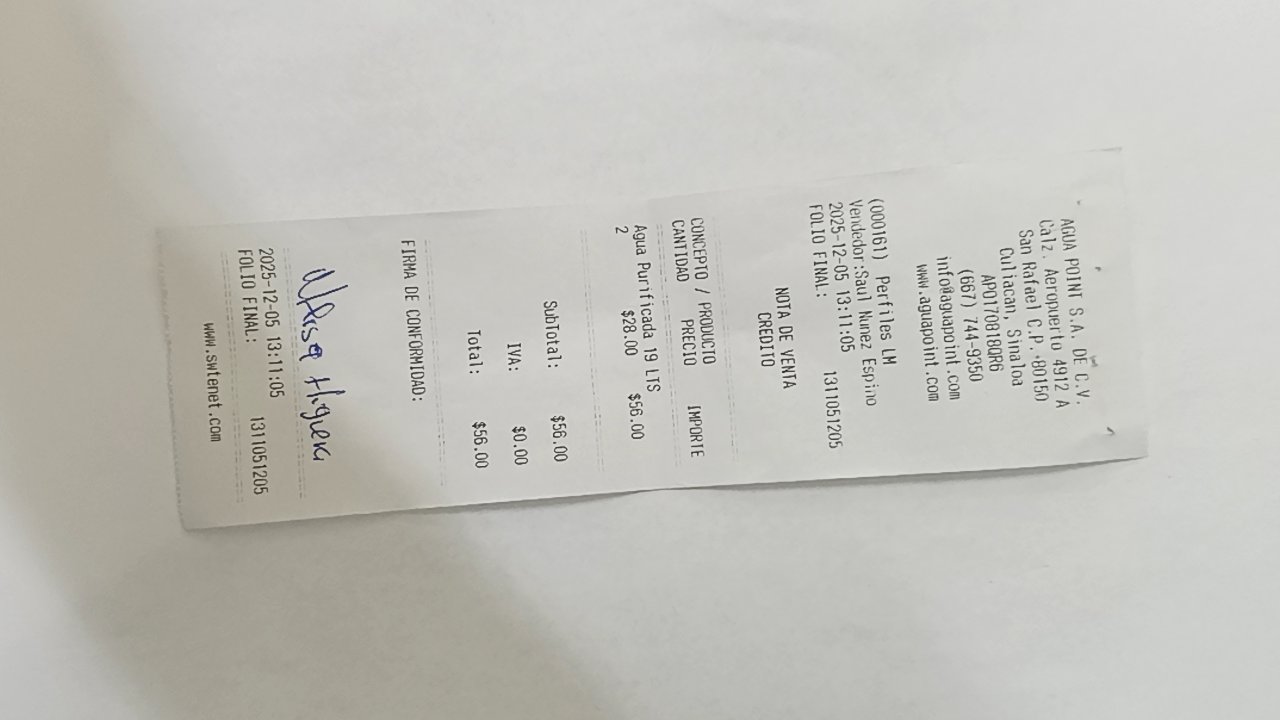 AGUA POINT S.A. DE C.V.
Calz. Aeropuerto 4912 A
San Rafael C.P. 80150
Culiacan, Sinaloa
APO170818QR6
(667) 744-9350
info@aguapoint.com
www.aguapoint.com
(000161) Perfiles LM
Vendedor:Saul Nunez Espino
2025-12-05 13:11:05
FOLIO FINAL: 1311051205
NOTA DE VENTA
CREDITO
CONCEPTO / PRODUCTO
CANTIDAD PRECIO IMPORTE
Agua Purificada 19 LTS
2 $28.00 $56.00
SubTotal: $56.00
IVA: $0.00
Total: $56.00
FIRMA DE CONFORMIDAD:
Higuera
2025-12-05 13:11:05
FOLIO FINAL: 1311051205
www.swtenet.com